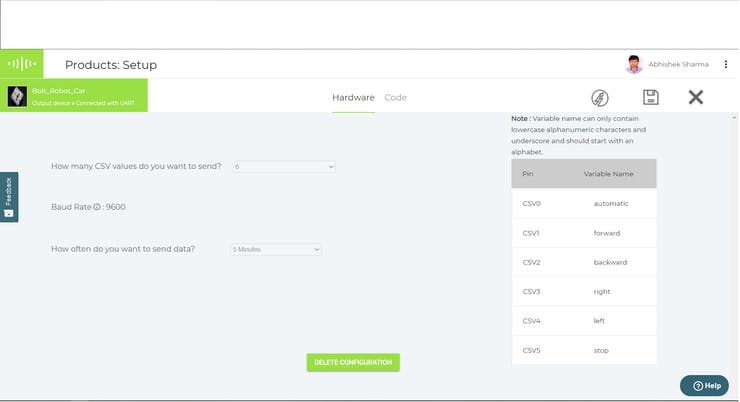 Products: Setup
Abhishek Sharma
Bolt_Robot_Car
Output device • Connected with UART
Hardware
Code
Note : Variable name can only contain
lowercase alphanumeric characters and
underscore and should start with an
alphabet.
How many CSV values do you want to send?
6
Pin Variable Name
Feedback
CSV0 automatic
Baud Rate : 9600
CSV1 forward
How often do you want to send data?
5 Minutes
CSV2 backward
CSV3 right
CSV4 left
CSV5 stop
DELETE CONFIGURATION
Help